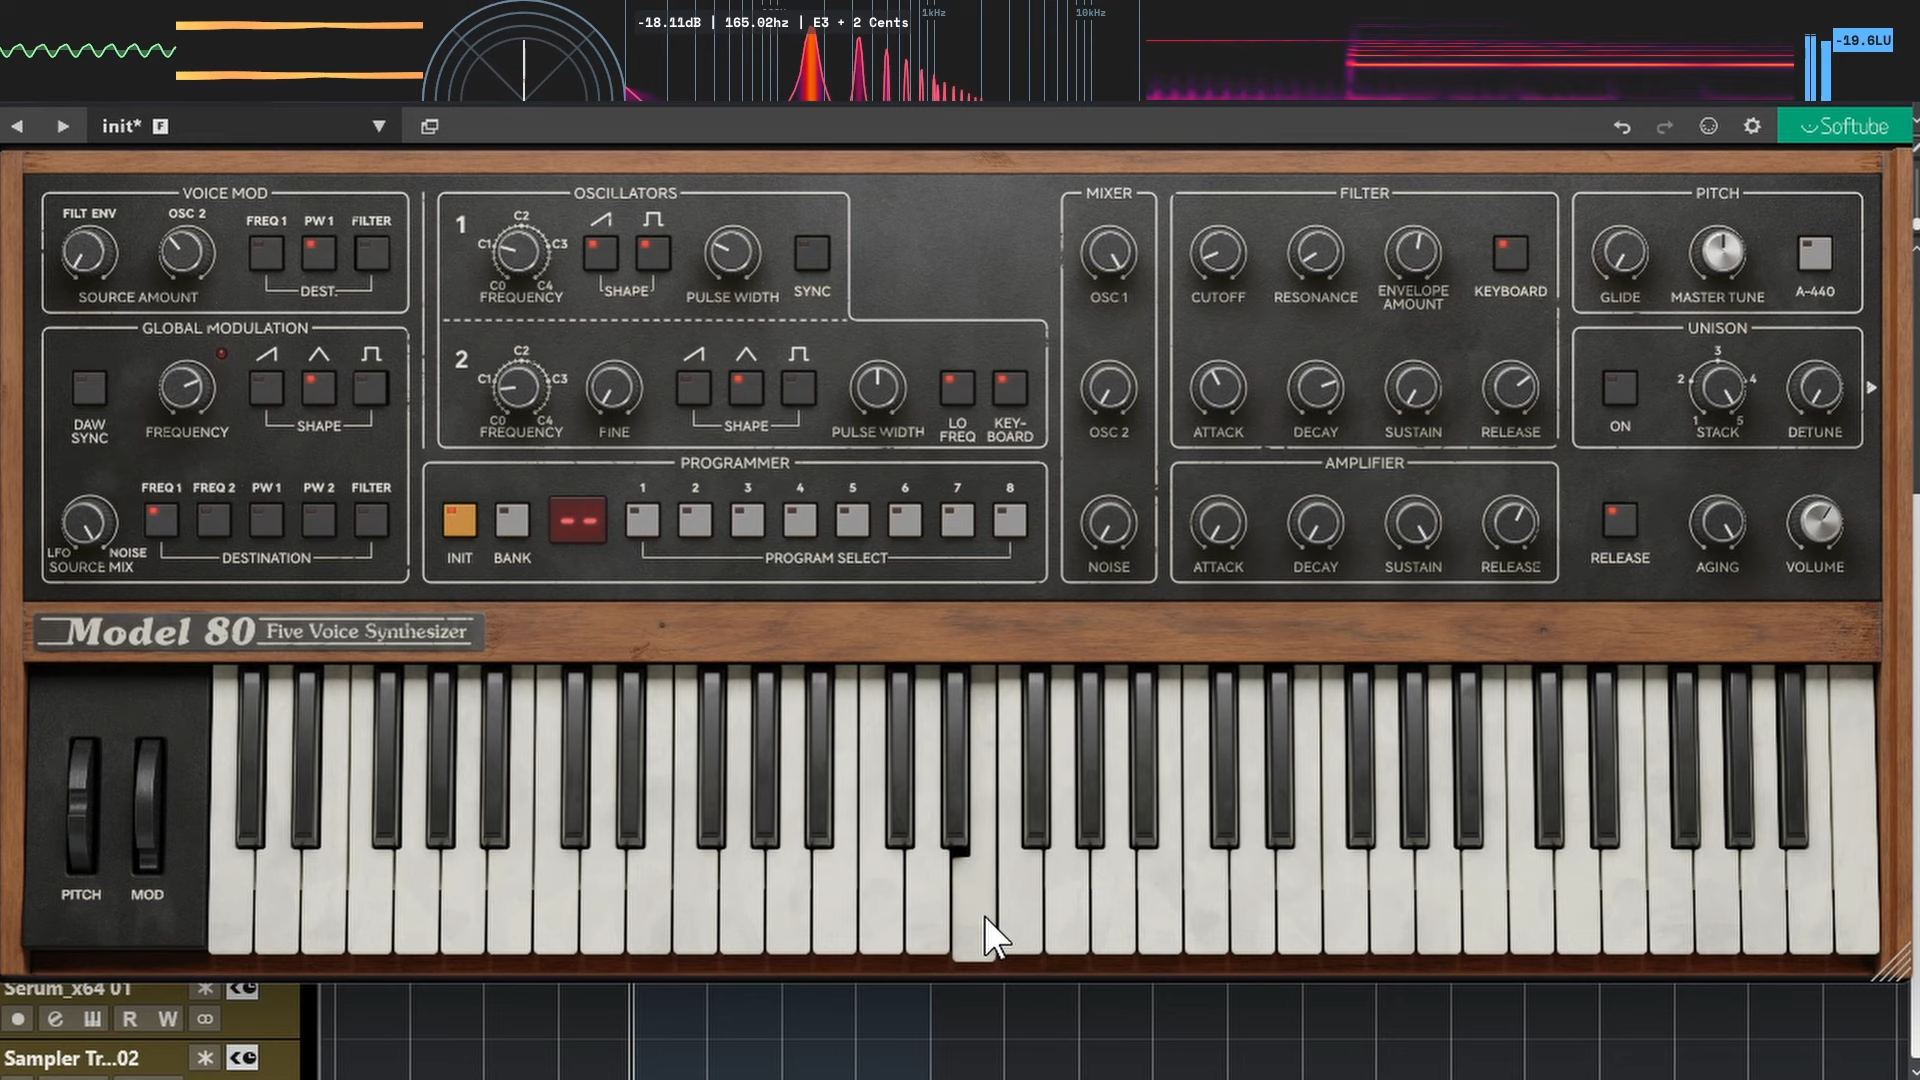 -18.11dB | 165.02hz | E3 + 2 Cents
1kHz
10kHz
-19.6LU
init* F
Softube
VOICE MOD
FILT ENV
OSC 2
FREQ 1
PW 1
FILTER
SOURCE AMOUNT
DEST.
OSCILLATORS
1
C2
C1
C3
C0
C4
FREQUENCY
SHAPE
PULSE WIDTH
SYNC
MIXER
OSC 1
FILTER
CUTOFF
RESONANCE
ENVELOPE
AMOUNT
KEYBOARD
PITCH
GLIDE
MASTER TUNE
A-440
GLOBAL MODULATION
DAW
SYNC
FREQUENCY
SHAPE
2
C2
C1
C3
C0
C4
FREQUENCY
FINE
SHAPE
PULSE WIDTH
LO
FREQ
KEY-
BOARD
OSC 2
ATTACK
DECAY
SUSTAIN
RELEASE
UNISON
ON
3
2
4
1
5
STACK
DETUNE
LFO
NOISE
SOURCE MIX
FREQ 1
FREQ 2
PW 1
PW 2
FILTER
DESTINATION
PROGRAMMER
INIT
BANK
--
1
2
3
4
5
6
7
8
PROGRAM SELECT
NOISE
AMPLIFIER
ATTACK
DECAY
SUSTAIN
RELEASE
RELEASE
AGING
VOLUME
Model 80 Five Voice Synthesizer
PITCH
MOD
Serum_x64 01
R W
Sampler Tr...02